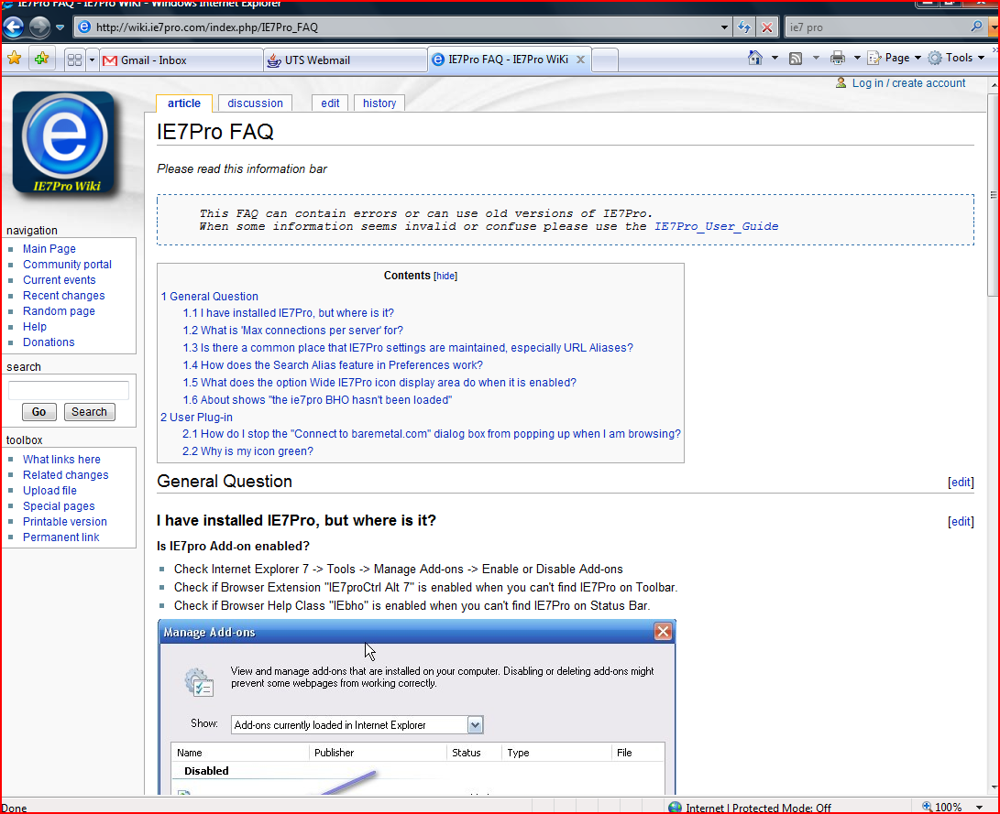 IE7Pro FAQ - IE7Pro WiKi - Windows Internet Explorer
http://wiki.ie7pro.com/index.php/IE7Pro_FAQ
ie7 pro
Gmail - Inbox
UTS Webmail
IE7Pro FAQ - IE7Pro WiKi
Page
Tools
Log in / create account
article
discussion
edit
history
IE7Pro Wiki
IE7Pro FAQ
Please read this information bar
This FAQ can contain errors or can use old versions of IE7Pro.
When some information seems invalid or confuse please use the IE7Pro_User_Guide
navigation
Main Page
Community portal
Current events
Recent changes
Random page
Help
Donations
search
Go
Search
toolbox
What links here
Related changes
Upload file
Special pages
Printable version
Permanent link
Contents [hide]
1 General Question
1.1 I have installed IE7Pro, but where is it?
1.2 What is 'Max connections per server' for?
1.3 Is there a common place that IE7Pro settings are maintained, especially URL Aliases?
1.4 How does the Search Alias feature in Preferences work?
1.5 What does the option Wide IE7Pro icon display area do when it is enabled?
1.6 About shows "the ie7pro BHO hasn't been loaded"
2 User Plug-in
2.1 How do I stop the "Connect to baremetal.com" dialog box from popping up when I am browsing?
2.2 Why is my icon green?
General Question
[edit]
I have installed IE7Pro, but where is it?
[edit]
Is IE7pro Add-on enabled?
Check Internet Explorer 7 -> Tools -> Manage Add-ons -> Enable or Disable Add-ons
Check if Browser Extension "IE7proCtrl Alt 7" is enabled when you can't find IE7Pro on Toolbar.
Check if Browser Help Class "IEbho" is enabled when you can't find IE7Pro on Status Bar.
Manage Add-ons
View and manage add-ons that are installed on your computer. Disabling or deleting add-ons might
prevent some webpages from working correctly.
Show:
Add-ons currently loaded in Internet Explorer
Name
Publisher
Status
Type
File
Disabled
Done
Internet | Protected Mode: Off
100%